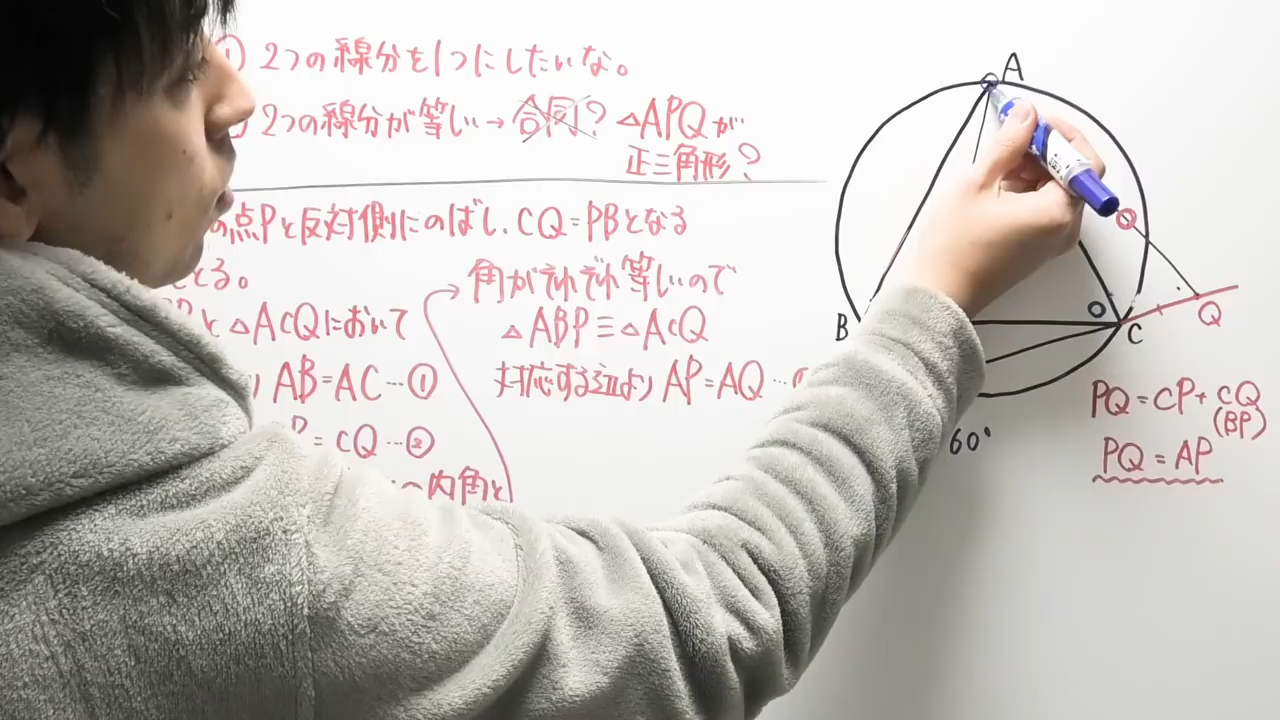 ① 2つの線分を1つにしたいな。
2つの線分が等しい→合同? △APQが
正三角形?
の点Pと反対側にのばし、CQ=PBとなる
とる。
と△ACQにおいて
AB=AC…①
P=CQ…②
内角と
角がそれぞれ等しいので
△ABP≡△ACQ
対応する辺より AP=AQ…
A
B
C
Q
60°
PQ=CP+CQ
(BP)
PQ=AP